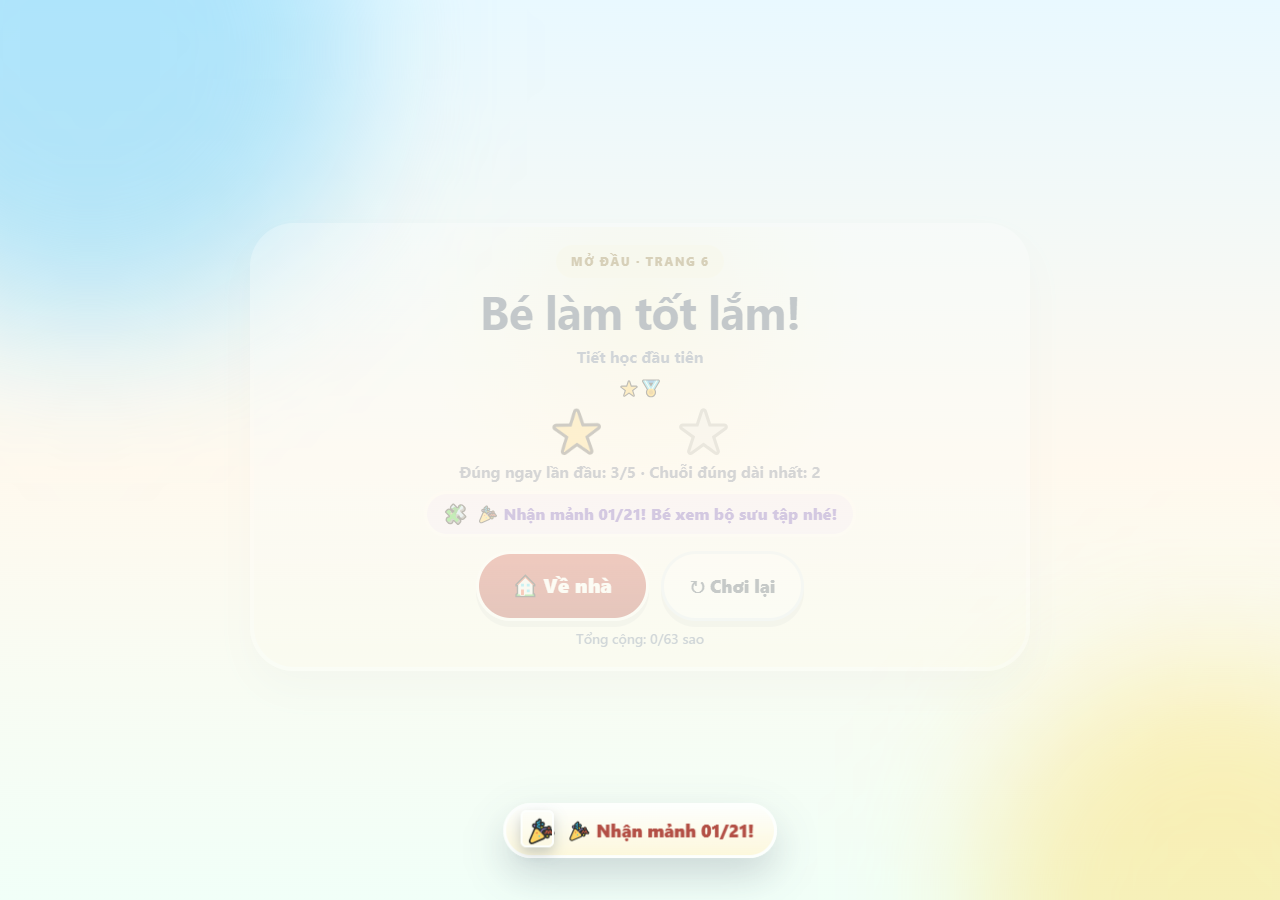 MỞ ĐẦU · TRANG 6
Bé làm tốt lắm!
Tiết học đầu tiên
Đúng ngay lần đầu: 3/5 · Chuỗi đúng dài nhất: 2
Nhận mảnh 01/21! Bé xem bộ sưu tập nhé!
Về nhà
↻ Chơi lại
Tổng cộng: 0/63 sao
Nhận mảnh 01/21!